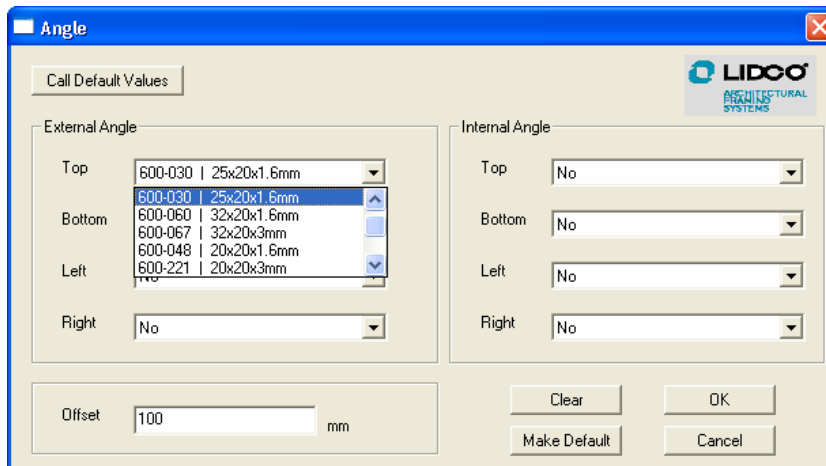 Angle
Call Default Values
LIDCO
ARCHITECTURAL
FRAMING
SYSTEMS
External Angle
Top
600-030 | 25x20x1.6mm
600-030 | 25x20x1.6mm
600-060 | 32x20x1.6mm
600-067 | 32x20x3mm
600-048 | 20x20x1.6mm
600-221 | 20x20x3mm
Bottom
Left
No
Right
No
Internal Angle
Top
No
Bottom
No
Left
No
Right
No
Offset
100
mm
Clear
OK
Make Default
Cancel